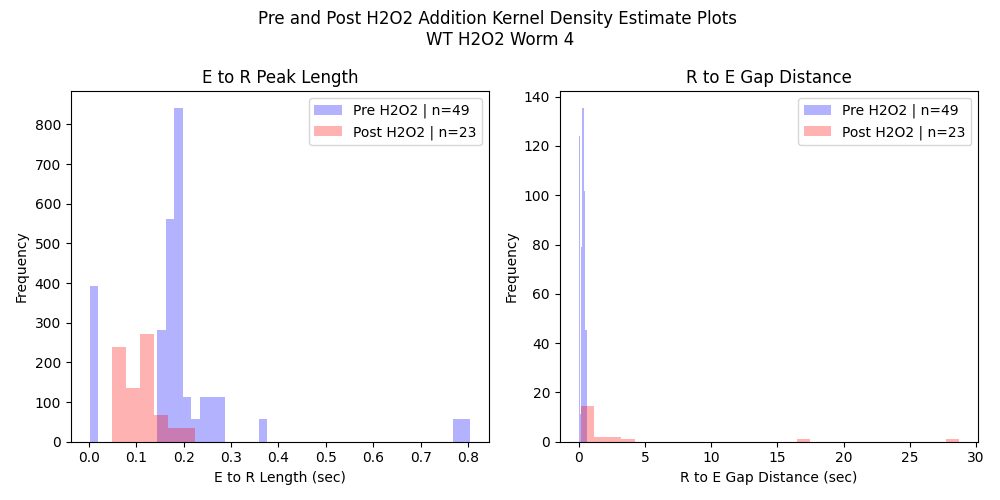 Pre and Post H2O2 Addition Kernel Density Estimate Plots
WT H2O2 Worm 4
E to R Peak Length
Pre H2O2 | n=49
Post H2O2 | n=23
Frequency
800
700
600
500
400
300
200
100
0
0.0 0.1 0.2 0.3 0.4 0.5 0.6 0.7 0.8
E to R Length (sec)
R to E Gap Distance
Pre H2O2 | n=49
Post H2O2 | n=23
Frequency
140
120
100
80
60
40
20
0
0 5 10 15 20 25 30
R to E Gap Distance (sec)